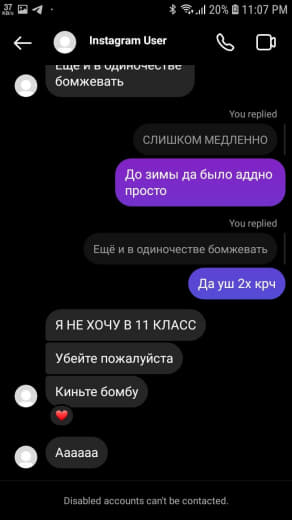 37
KB/s
20%
11:07 PM
Instagram User
Ещё и в одиночестве
бомжевать
You replied
СЛИШКОМ МЕДЛЕННО
До зимы да было аддно
просто
You replied
Ещё и в одиночестве бомжевать
Да уш 2х крч
Я НЕ ХОЧУ В 11 КЛАСС
Убейте пожалуйста
Киньте бомбу
Аааааа
Disabled accounts can't be contacted.